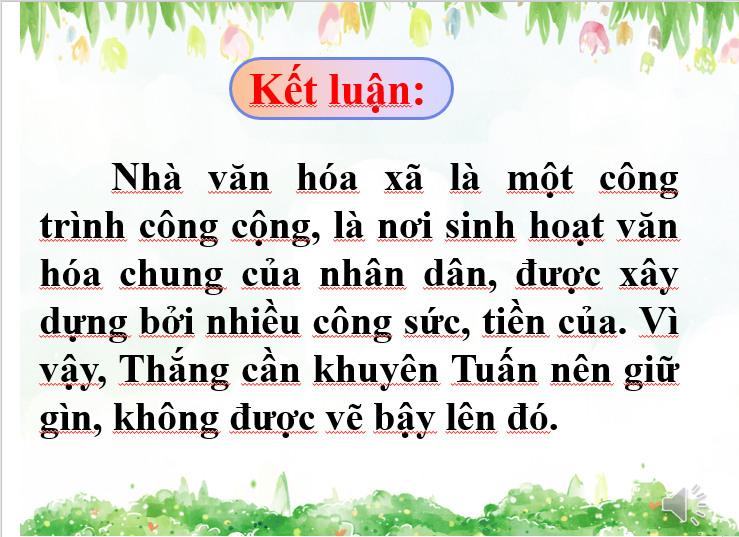 Kết luận:
Nhà văn hóa xã là một công
trình công cộng, là nơi sinh hoạt văn
hóa chung của nhân dân, được xây
dựng bởi nhiều công sức, tiền của. Vì
vậy, Thắng cần khuyên Tuấn nên giữ
gìn, không được vẽ bậy lên đó.